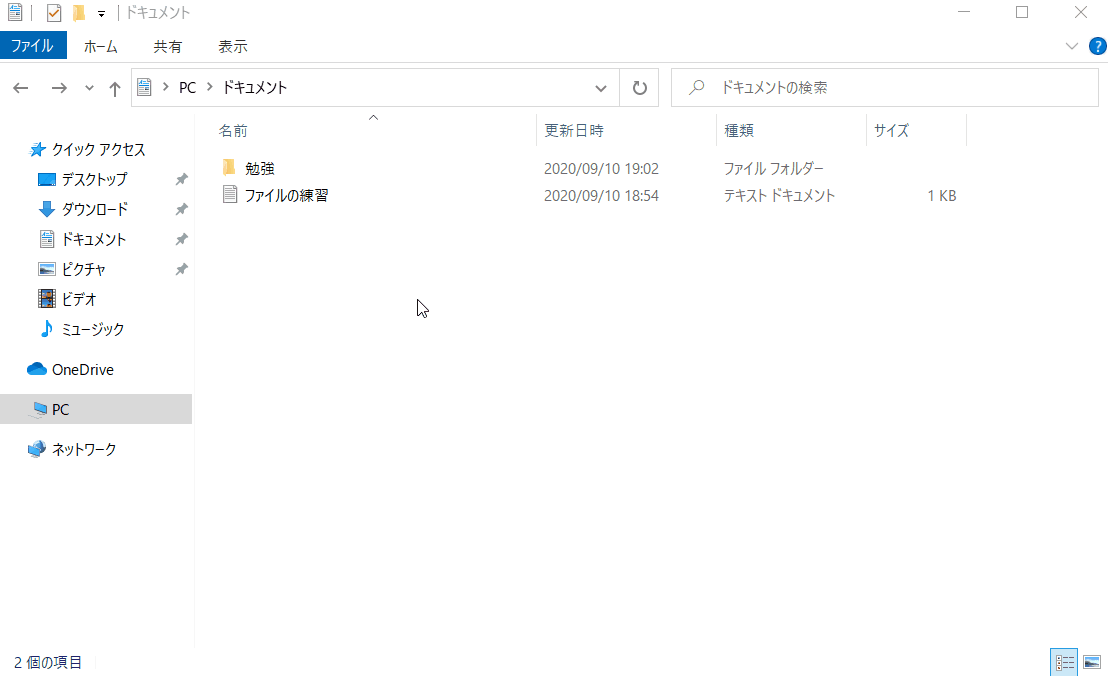 ドキュメント
ファイル ホーム 共有 表示 ?
PC ドキュメント ドキュメントの検索
名前 更新日時 種類 サイズ
勉強 2020/09/10 19:02 ファイル フォルダー
ファイルの練習 2020/09/10 18:54 テキスト ドキュメント 1 KB
クイック アクセス
デスクトップ
ダウンロード
ドキュメント
ピクチャ
ビデオ
ミュージック
OneDrive
PC
ネットワーク
2 個の項目